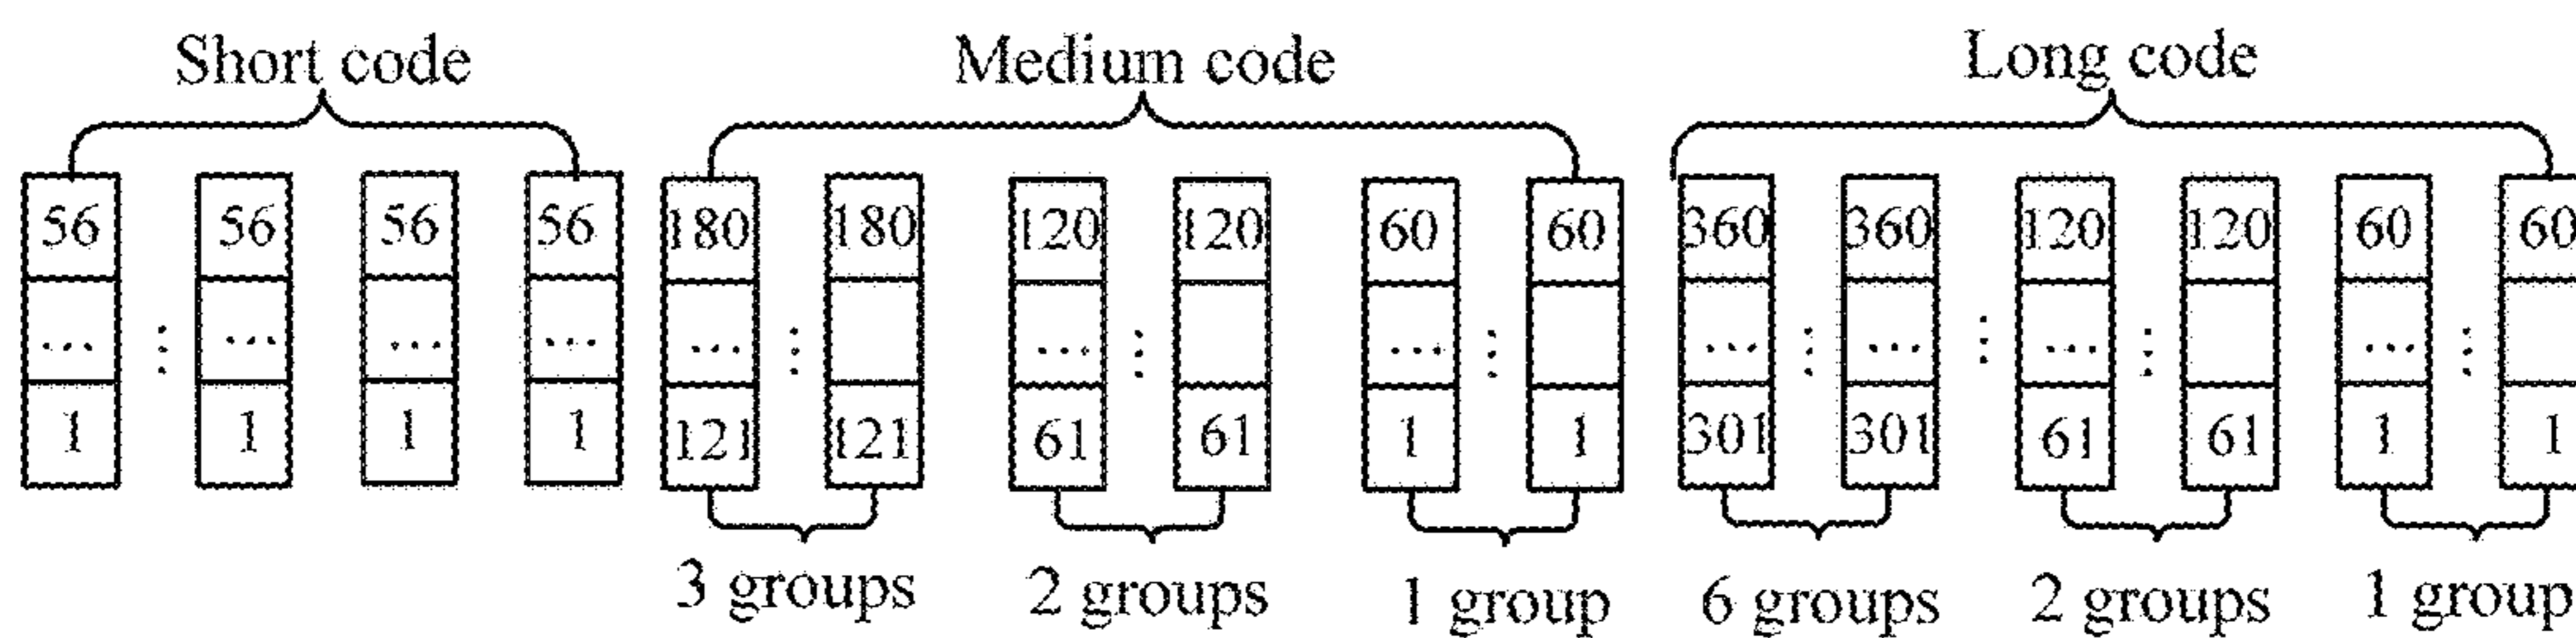 Short code Medium code Long code
56 56 56 56 180 180 120 120 60 60 360 360 120 120 60 60
... ... ... ... ... ... ... ... ... ... ...
1 1 1 1 121 121 61 61 1 1 301 301 61 61 1 1
3 groups 2 groups 1 group 6 groups 2 groups 1 group